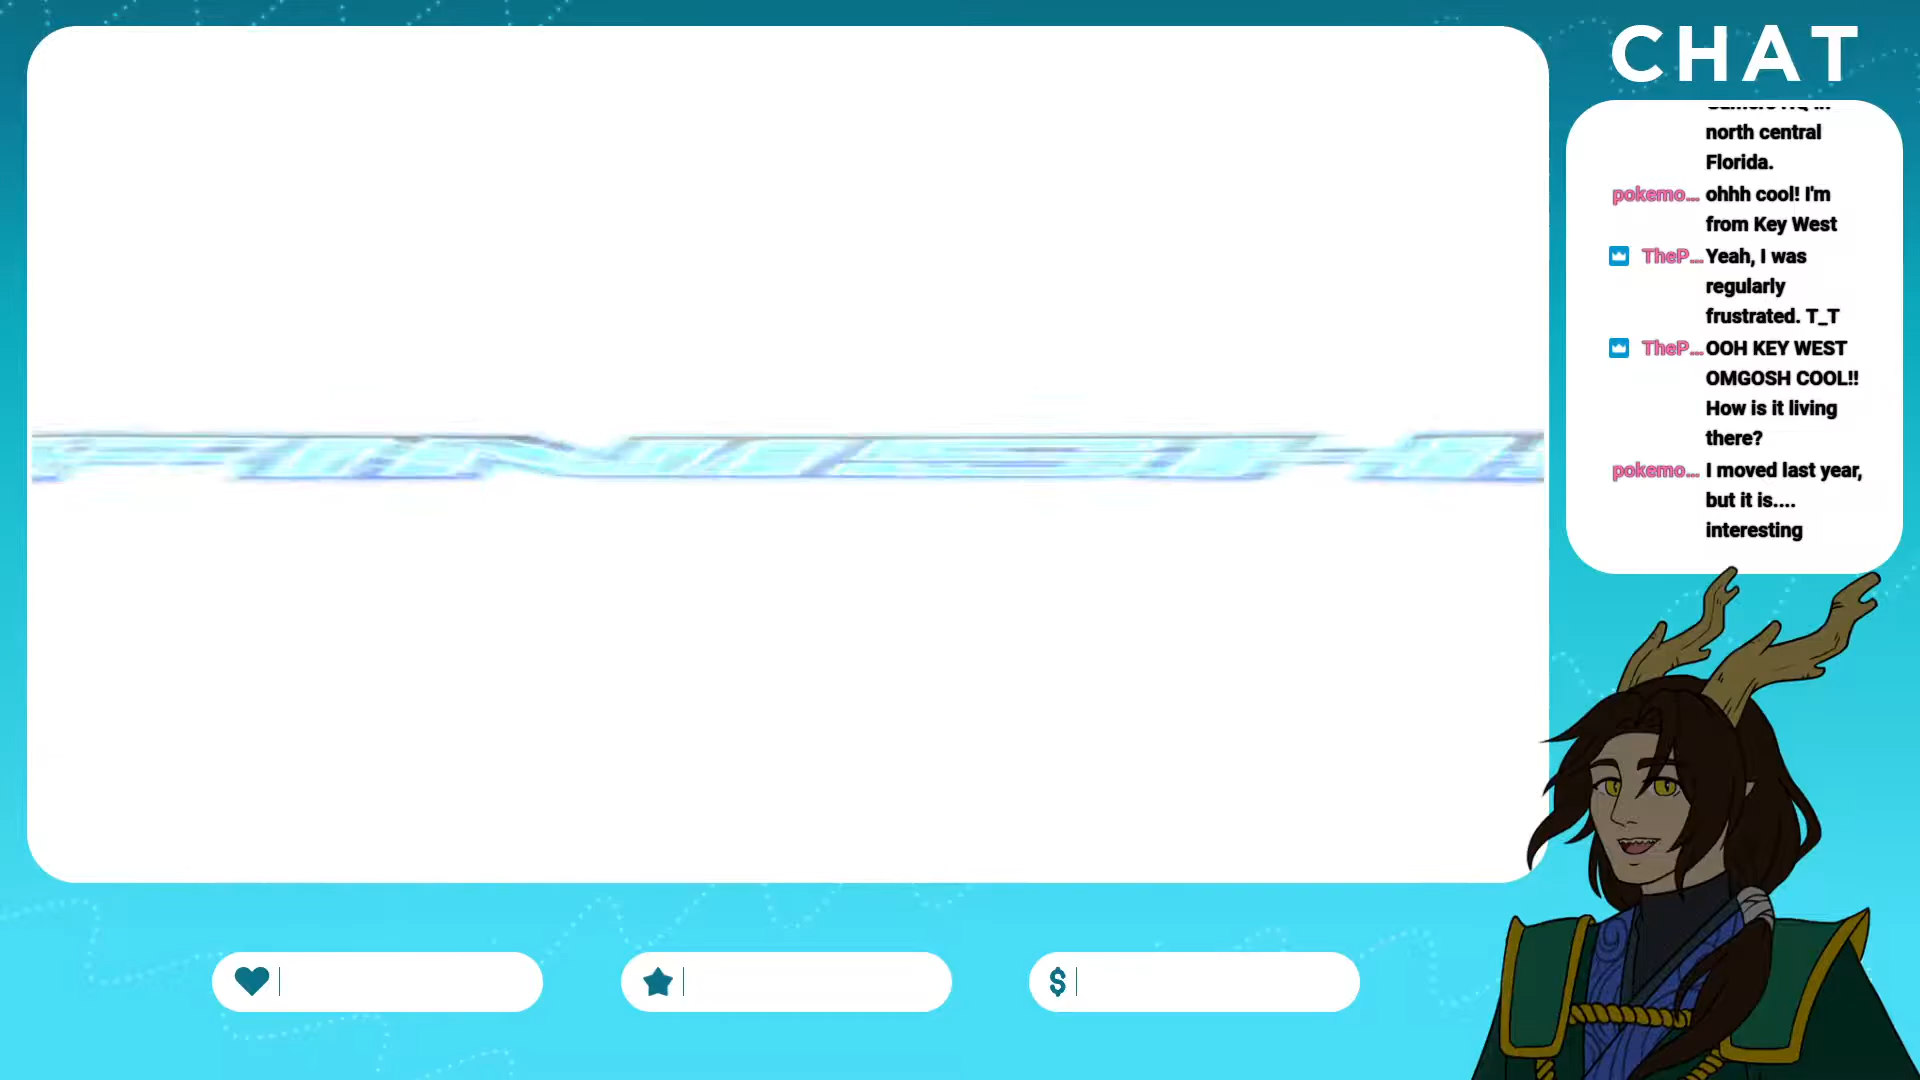 CHAT
north central
Florida.
pokemo... ohhh cool! I'm
from Key West
TheP... Yeah, I was
regularly
frustrated. T_T
TheP... OOH KEY WEST
OMGOSH COOL!!
How is it living
there?
pokemo... I moved last year,
but it is....
interesting
$